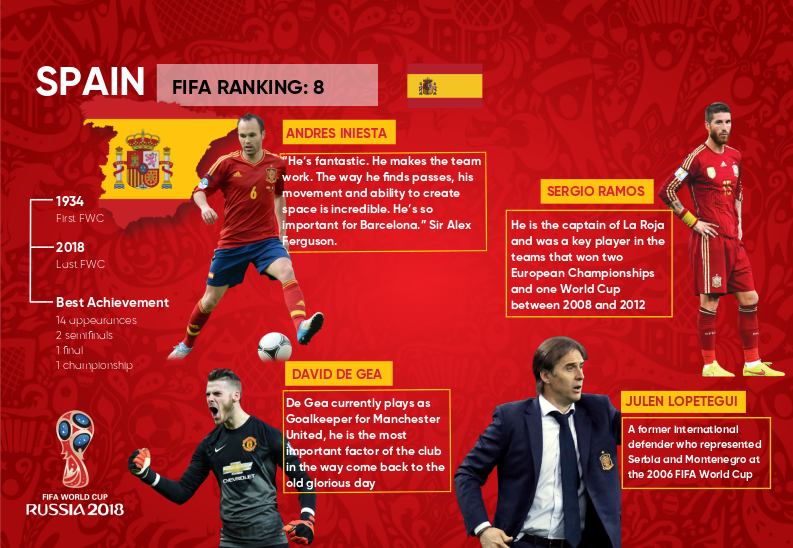 SPAIN
FIFA RANKING: 8
ANDRES INIESTA
"He's fantastic. He makes the team
work. The way he finds passes, his
movement and ability to create
space is incredible. He's so
important for Barcelona." Sir Alex
Ferguson.
6
SERGIO RAMOS
He is the captain of La Roja
and was a key player in the
teams that won two
European Championships
and one World Cup
between 2008 and 2012
15
1934
First FWC
2018
Last FWC
Best Achievement
14 appearances
2 semifinals
1 final
1 championship
DAVID DE GEA
De Gea currently plays as
Goalkeeper for Manchester
United, he is the most
important factor of the club
in the way come back to the
old glorious day
CHEVROLET
JULEN LOPETEGUI
A former International
defender who represented
Serbia and Montenegro at
the 2006 FIFA World Cup
FIFA WORLD CUP
RUSSIA 2018